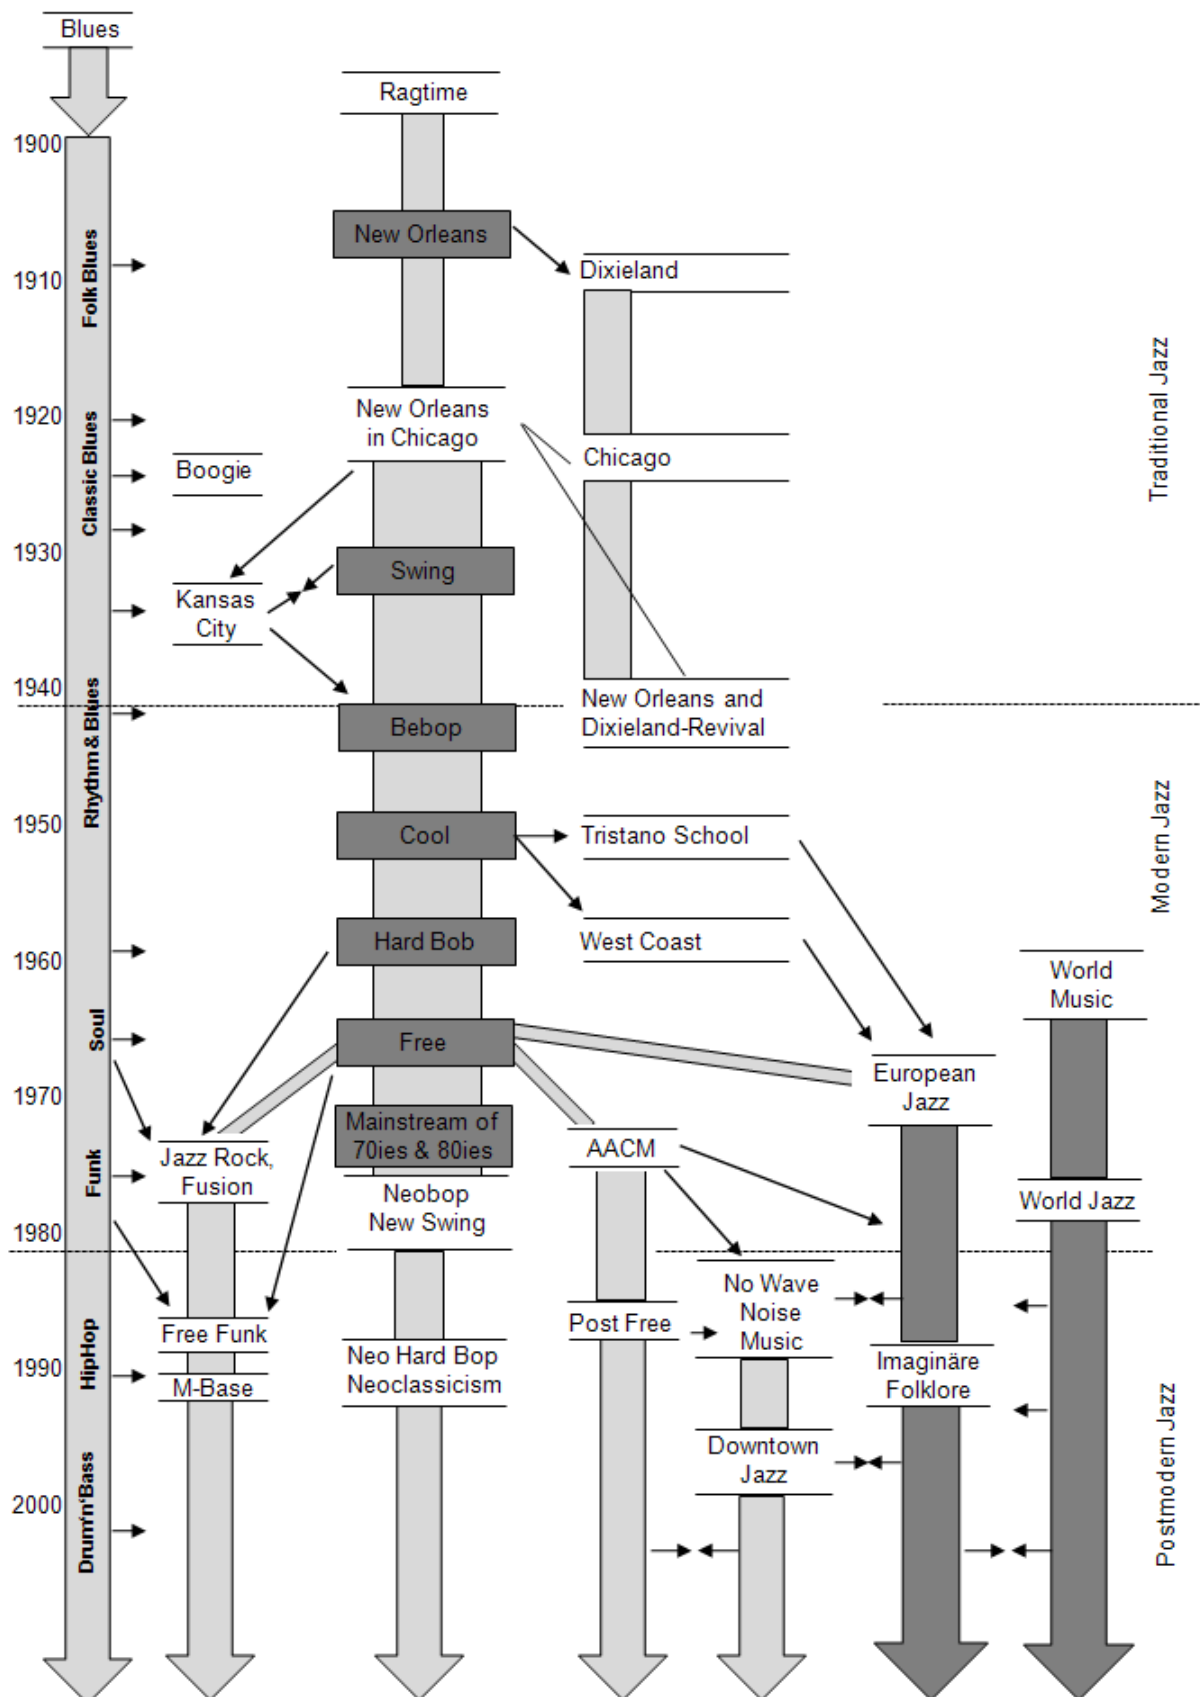 Blues
Ragtime
1900
New Orleans
Folk Blues
Dixieland
1910
Traditional Jazz
1920
New Orleans
in Chicago
Classic Blues
Boogie
Chicago
1930
Swing
Kansas
City
1940
New Orleans and
Dixieland-Revival
Rhythm & Blues
Bebop
1950
Cool
Tristano School
Modern Jazz
Hard Bob
West Coast
1960
World
Music
Soul
Free
European
Jazz
1970
Mainstream of
70ies & 80ies
Funk
Jazz Rock,
Fusion
AACM
Neobop
New Swing
World Jazz
1980
No Wave
Noise
Music
Free Funk
Post Free
HipHop
1990
M-Base
Neo Hard Bop
Neoclassicism
Imaginäre
Folklore
Downtown
Jazz
Postmodern Jazz
2000
Drum'n'Bass